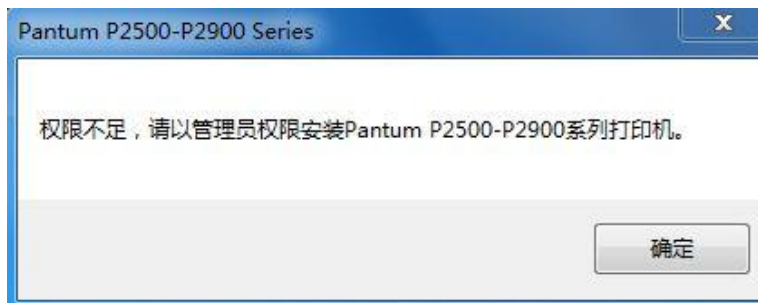 Pantum P2500-P2900 Series
权限不足，请以管理员权限安装Pantum P2500-P2900系列打印机。
确定